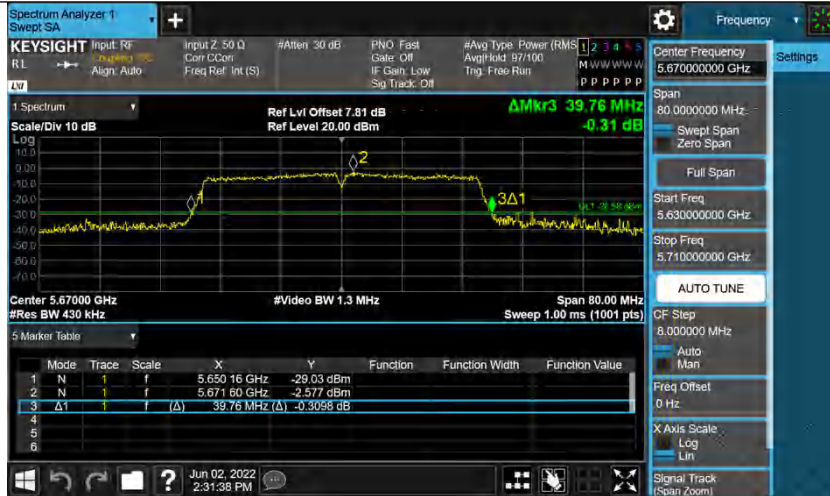 Spectrum Analyzer 1
Swept SA
+
Frequency
KEYSIGHT Input: RF
RL
Align: Auto
Input Z: 50 Ω
Corr CCorr
Freq Ref: Int (S)
#Atten: 30 dB
PNO: Fast
Gate: Off
IF Gain: Low
Sig Track: Off
#Avg Type: Power (RMS)
Avg|Hold: 97/100
Trig: Free Run
1 2 3 4 5 6
M W W W W W
P P P P P P
LXI
1 Spectrum
Scale/Div 10 dB
Ref Lvl Offset 7.81 dB
Ref Level 20.00 dBm
ΔMkr3 39.76 MHz
-0.31 dB
Log
10.0
0.00
-10.0
-20.0
-30.0
-40.0
-50.0
-60.0
-70.0
1
2
3Δ1
DL1 -28.58 dBm
Center 5.67000 GHz
#Res BW 430 kHz
#Video BW 1.3 MHz
Span 80.00 MHz
Sweep 1.00 ms (1001 pts)
5 Marker Table
Mode Trace Scale X Y Function Function Width Function Value
1 N 1 f 5.650 16 GHz -29.03 dBm
2 N 1 f 5.671 60 GHz -2.577 dBm
3 Δ1 1 f (Δ) 39.76 MHz (Δ) -0.3098 dB
4
5
6
Center Frequency
5.670000000 GHz
Settings
Span
80.0000000 MHz
Swept Span
Zero Span
Full Span
Start Freq
5.630000000 GHz
Stop Freq
5.710000000 GHz
AUTO TUNE
CF Step
8.000000 MHz
Auto
Man
Freq Offset
0 Hz
X Axis Scale
Log
Lin
Signal Track
(Span Zoom)
?
Jun 02, 2022
2:31:38 PM